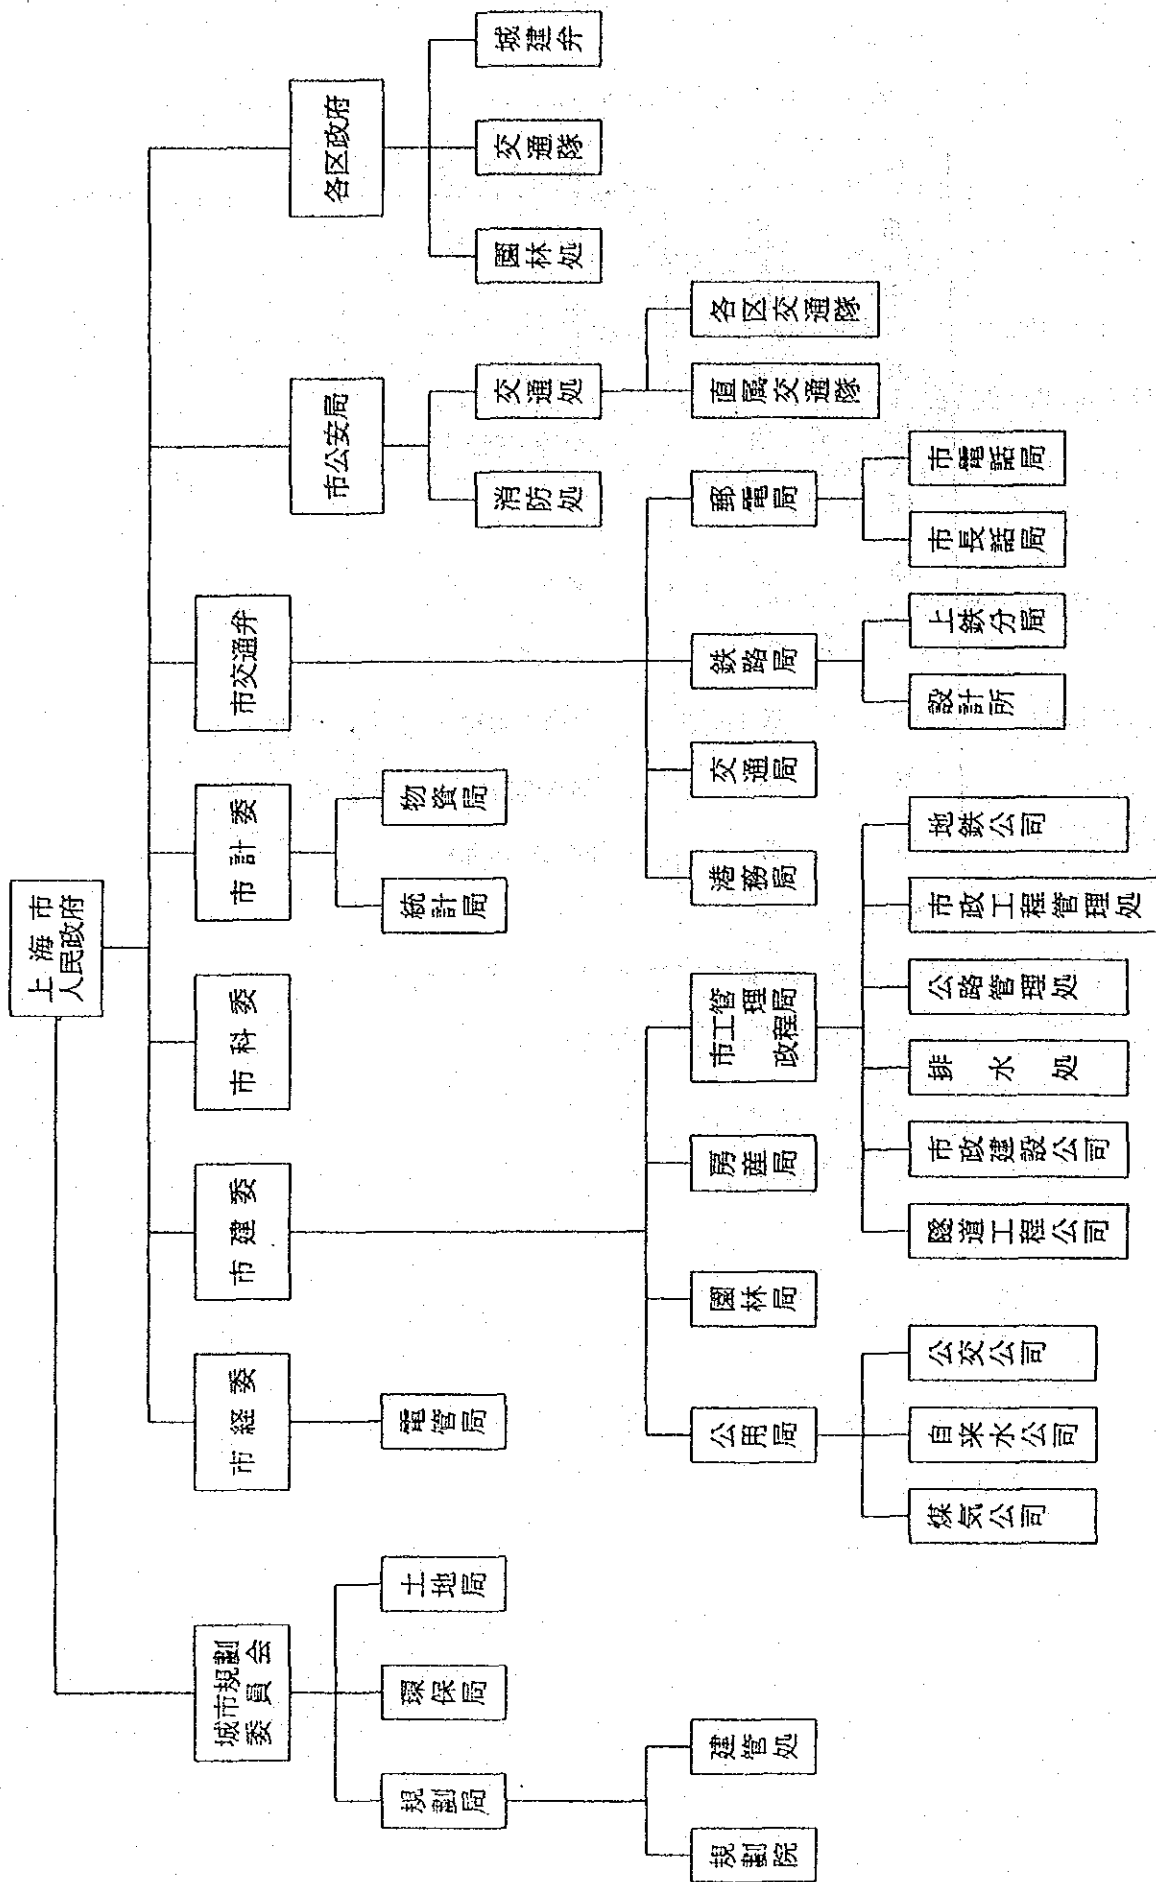 上海市
人民政府
城市規劃
委員会
市経委
市建委
市科委
市計委
市交通弁
市公安局
各区政府
規劃局
環保局
土地局
電管局
統計局
物資局
消防処
交通処
園林処
交通隊
城建弁
規劃院
建管処
公用局
園林局
房産局
市政
工程
管理局
港務局
交通局
鉄路局
郵電局
直属交通隊
各区交通隊
煤気公司
自来水公司
公交公司
隧道工程公司
市政建設公司
排水処
公路管理処
市政工程管理処
地鉄公司
設計所
上鉄分局
市長話局
市電話局